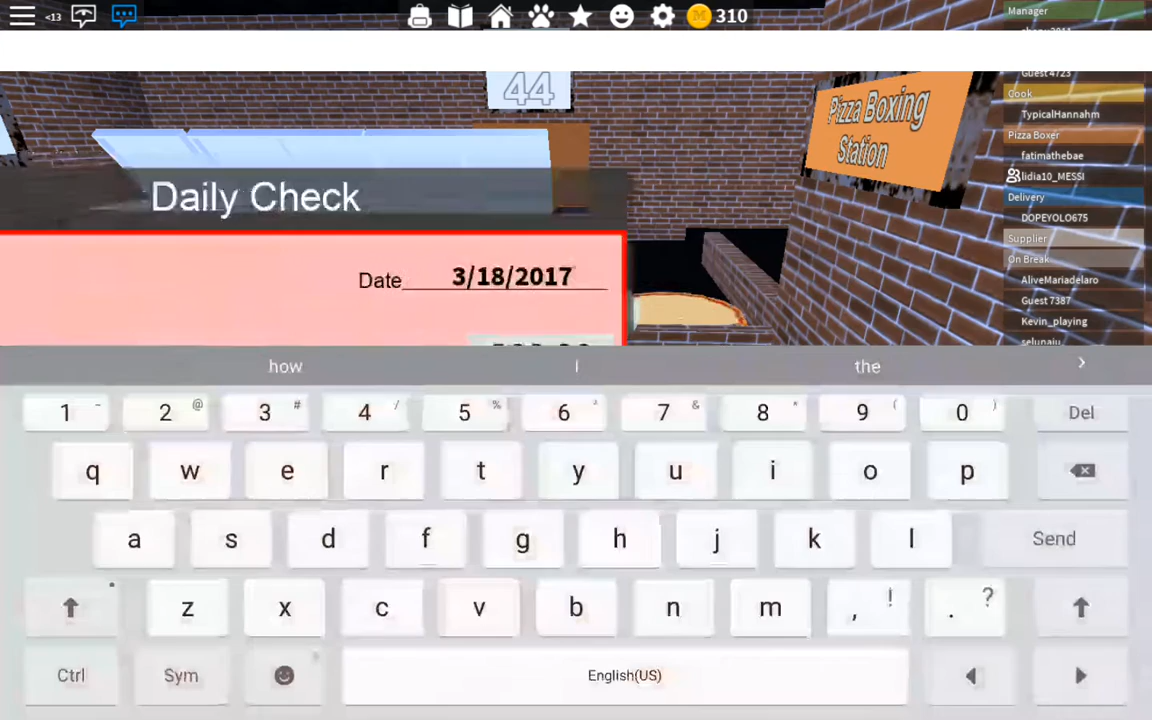 <13
310
Manager
Guest 4723
Cook
TypicalHannahm
Pizza Boxer
fatimathebae
lidia10_MESSI
Delivery
DOPEYOLO675
Supplier
On Break
AliveMariadelaro
Guest 7387
Kevin_playing
selunaiu
44
Pizza Boxing
Station
Daily Check
Date 3/18/2017
how I the
1 2 @ 3 # 4 / 5 % 6 ^ 7 & 8 * 9 ( 0 ) Del
q w e r t y u i o p
a s d f g h j k l Send
z x c v b n m , ! . ?
Ctrl Sym English(US)